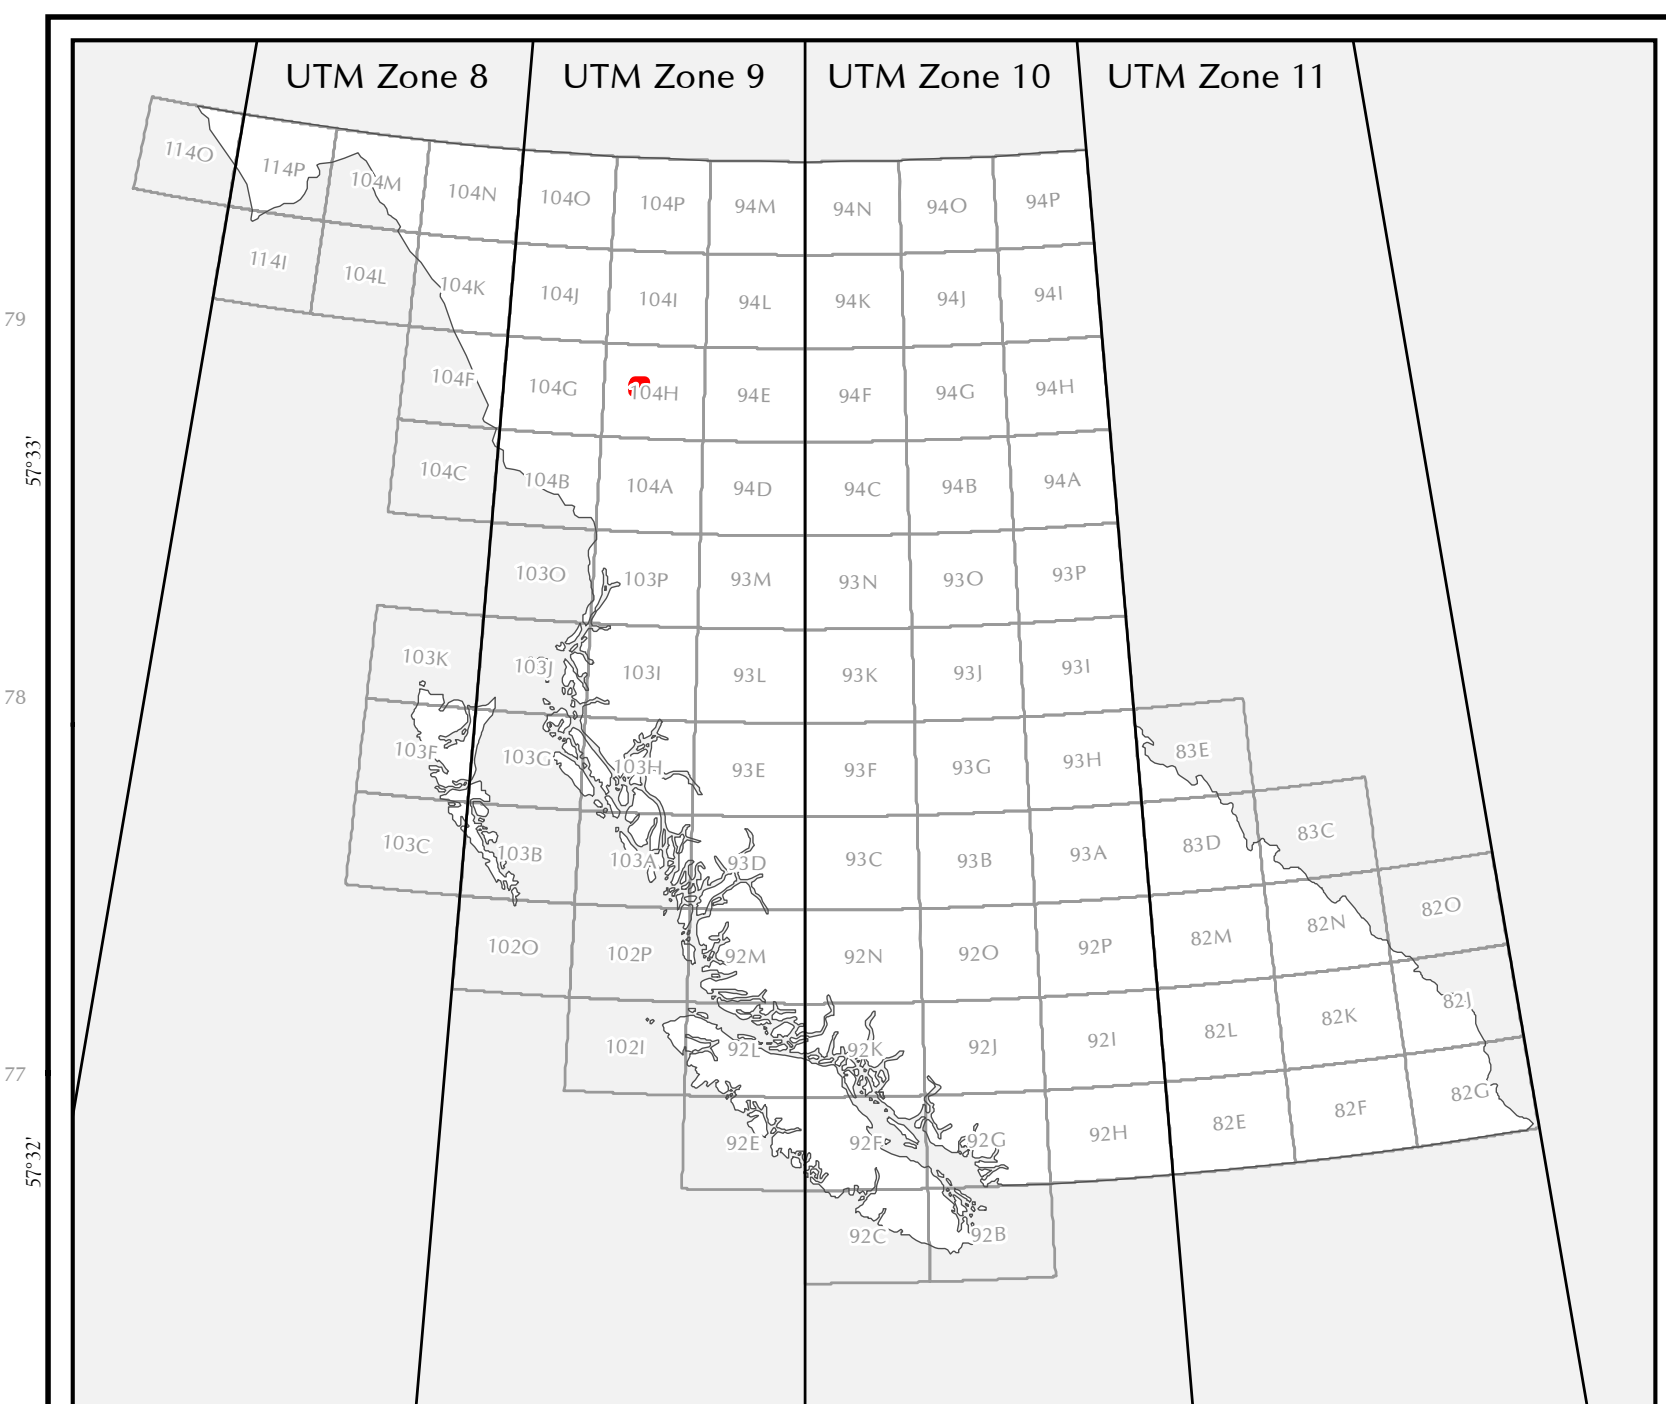 UTM Zone 8 UTM Zone 9 UTM Zone 10 UTM Zone 11
114O 114P 104M 104N 104O 104P 94M 94N 94O 94P
114I 104L 104K 104J 104I 94L 94K 94J 94I
79
104F 104G 104H 94E 94F 94G 94H
57°33'
104C 104B 104A 94D 94C 94B 94A
103O 103P 93M 93N 93O 93P
103K 103J 103I 93L 93K 93J 93I
78
103F 103G 103H 93E 93F 93G 93H 83E
103C 103B 103A 93D 93C 93B 93A 83D 83C
102O 102P 92M 92N 92O 92P 82M 82N 82O
102I 92L 92K 92J 92I 82L 82K 82J
77
57°32'
92E 92F 92G 92H 82E 82F 82G
92C 92B